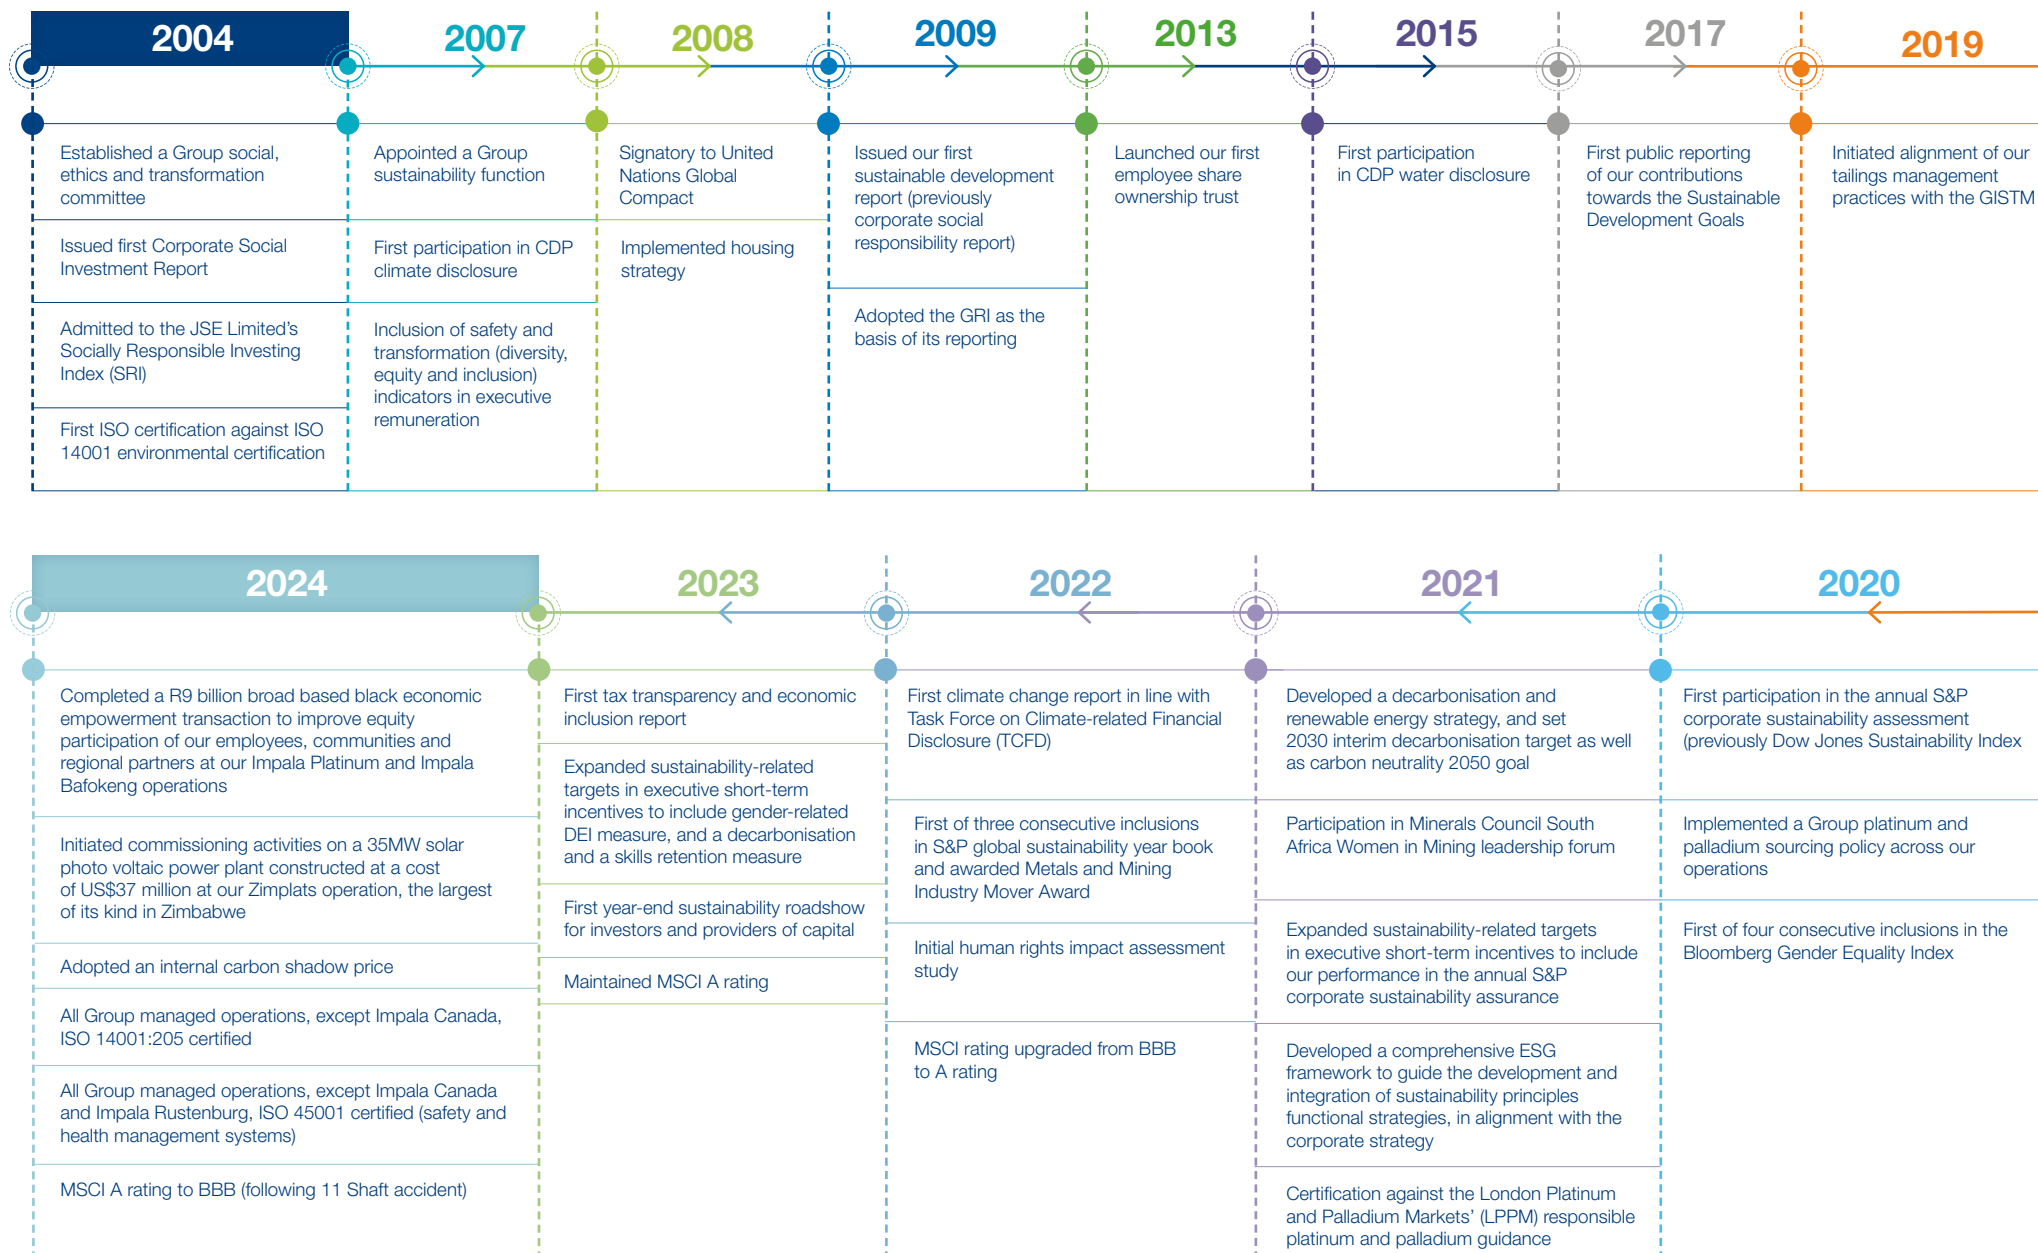 2004
Established a Group social,
ethics and transformation
committee
Issued first Corporate Social
Investment Report
Admitted to the JSE Limited's
Socially Responsible Investing
Index (SRI)
First ISO certification against ISO
14001 environmental certification
2007
Appointed a Group
sustainability function
First participation in CDP
climate disclosure
Inclusion of safety and
transformation (diversity,
equity and inclusion)
indicators in executive
remuneration
2008
Signatory to United
Nations Global
Compact
Implemented housing
strategy
2009
Issued our first
sustainable development
report (previously
corporate social
responsibility report)
Adopted the GRI as the
basis of its reporting
2013
Launched our first
employee share
ownership trust
2015
First participation
in CDP water disclosure
2017
First public reporting
of our contributions
towards the Sustainable
Development Goals
2019
Initiated alignment of our
tailings management
practices with the GISTM
2024
Completed a R9 billion broad based black economic
empowerment transaction to improve equity
participation of our employees, communities and
regional partners at our Impala Platinum and Impala
Bafokeng operations
Initiated commissioning activities on a 35MW solar
photo voltaic power plant constructed at a cost
of US$37 million at our Zimplats operation, the largest
of its kind in Zimbabwe
Adopted an internal carbon shadow price
All Group managed operations, except Impala Canada,
ISO 14001:205 certified
All Group managed operations, except Impala Canada
and Impala Rustenburg, ISO 45001 certified (safety and
health management systems)
MSCI A rating to BBB (following 11 Shaft accident)
2023
First tax transparency and economic
inclusion report
Expanded sustainability-related
targets in executive short-term
incentives to include gender-related
DEI measure, and a decarbonisation
and a skills retention measure
First year-end sustainability roadshow
for investors and providers of capital
Maintained MSCI A rating
2022
First climate change report in line with
Task Force on Climate-related Financial
Disclosure (TCFD)
First of three consecutive inclusions
in S&P global sustainability year book
and awarded Metals and Mining
Industry Mover Award
Initial human rights impact assessment
study
MSCI rating upgraded from BBB
to A rating
2021
Developed a decarbonisation and
renewable energy strategy, and set
2030 interim decarbonisation target as well
as carbon neutrality 2050 goal
Participation in Minerals Council South
Africa Women in Mining leadership forum
Expanded sustainability-related targets
in executive short-term incentives to include
our performance in the annual S&P
corporate sustainability assurance
Developed a comprehensive ESG
framework to guide the development and
integration of sustainability principles
functional strategies, in alignment with the
corporate strategy
Certification against the London Platinum
and Palladium Markets' (LPPM) responsible
platinum and palladium guidance
2020
First participation in the annual S&P
corporate sustainability assessment
(previously Dow Jones Sustainability Index
Implemented a Group platinum and
palladium sourcing policy across our
operations
First of four consecutive inclusions in the
Bloomberg Gender Equality Index